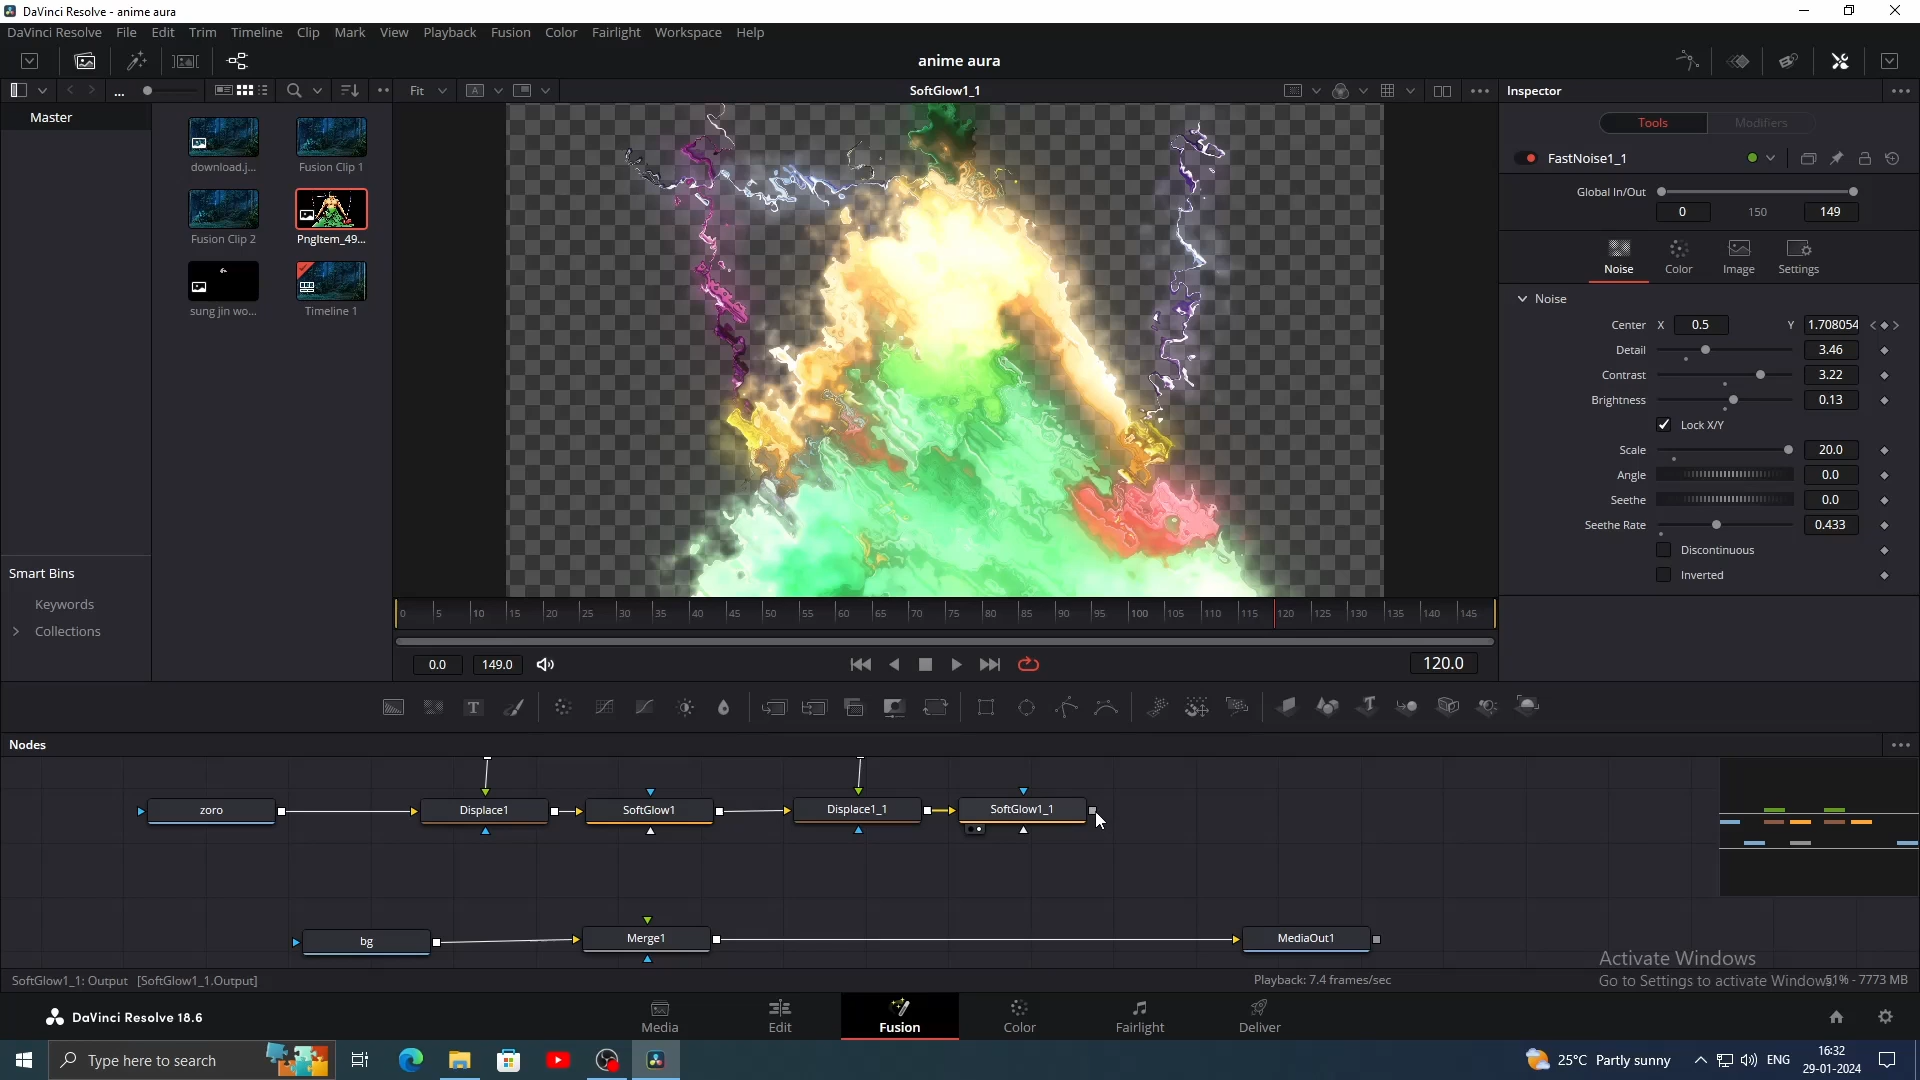 DaVinci Resolve - anime aura
DaVinci Resolve File Edit Trim Timeline Clip Mark View Playback Fusion Color Fairlight Workspace Help
anime aura
... Fit A SoftGlow1_1 Inspector
Master
Tools Modifiers
download.j... Fusion Clip 1
FastNoise1_1
Global In/Out
0 150 149
Fusion Clip 2 PngItem_49...
Noise Color Image Settings
sung jin wo... Timeline 1
Noise
Center X 0.5 Y 1.708054
Detail 3.46
Contrast 3.22
Brightness 0.13
Lock X/Y
Scale 20.0
Angle 0.0
Seethe 0.0
Seethe Rate 0.433
Discontinuous
Inverted
Smart Bins
Keywords
Collections
0 5 10 15 20 25 30 35 40 45 50 55 60 65 70 75 80 85 90 95 100 105 110 115 120 125 130 135 140 145
0.0 149.0 120.0
T T
Nodes
zoro Displace1 SoftGlow1 Displace1_1 SoftGlow1_1
bg Merge1 MediaOut1
Activate Windows
Go to Settings to activate Windows.
SoftGlow1_1: Output [SoftGlow1_1.Output] Playback: 7.4 frames/sec 51% - 7773 MB
DaVinci Resolve 18.6
Media Edit Fusion Color Fairlight Deliver
Type here to search
25°C Partly sunny ENG 16:32
29-01-2024